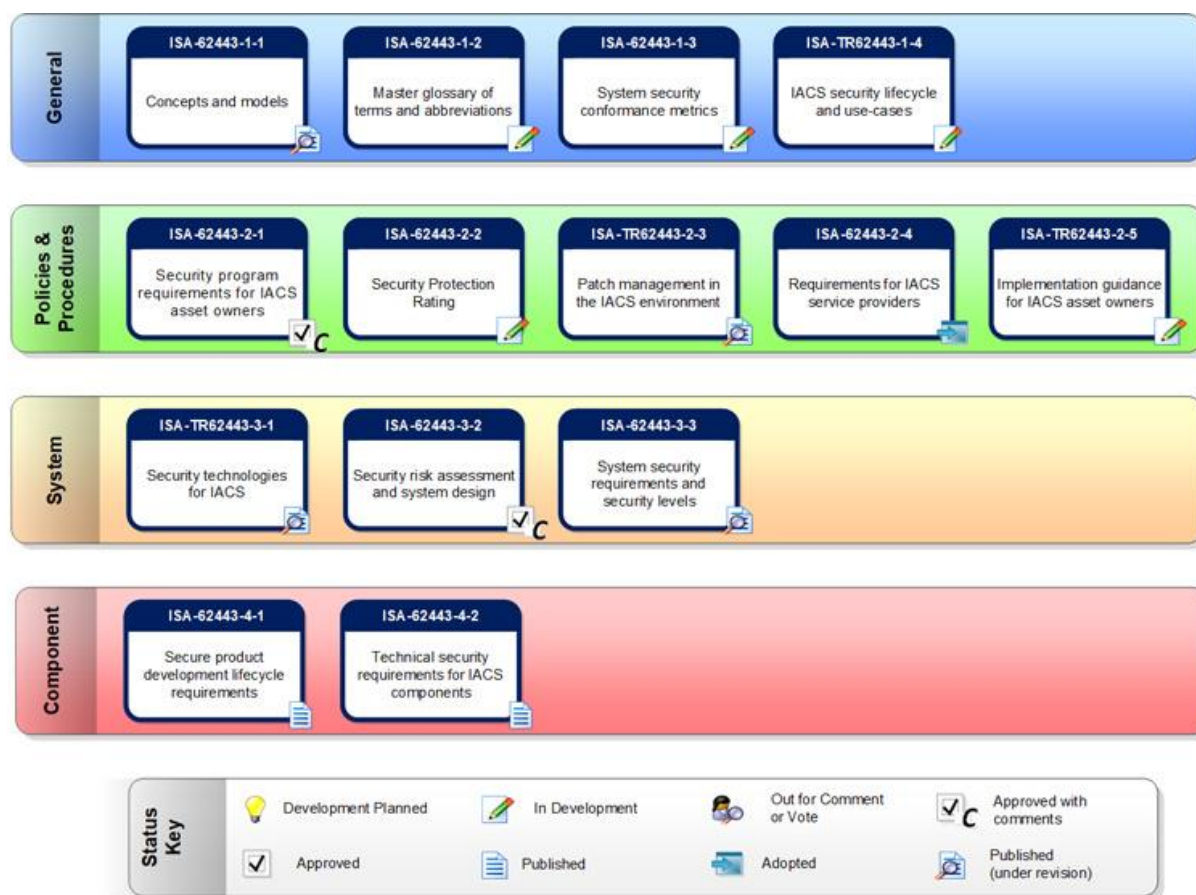 General
ISA-62443-1-1
Concepts and models
ISA-62443-1-2
Master glossary of
terms and abbreviations
ISA-62443-1-3
System security
conformance metrics
ISA-TR62443-1-4
IACS security lifecycle
and use-cases
Policies &
Procedures
ISA-62443-2-1
Security program
requirements for IACS
asset owners
C
ISA-62443-2-2
Security Protection
Rating
ISA-TR62443-2-3
Patch management in
the IACS environment
ISA-62443-2-4
Requirements for IACS
service providers
ISA-TR62443-2-5
Implementation guidance
for IACS asset owners
System
ISA-TR62443-3-1
Security technologies
for IACS
ISA-62443-3-2
Security risk assessment
and system design
C
ISA-62443-3-3
System security
requirements and
security levels
Component
ISA-62443-4-1
Secure product
development lifecycle
requirements
ISA-62443-4-2
Technical security
requirements for IACS
components
Status
Key
Development Planned
In Development
Out for Comment
or Vote
C
Approved with
comments
Approved
Published
Adopted
Published
(under revision)